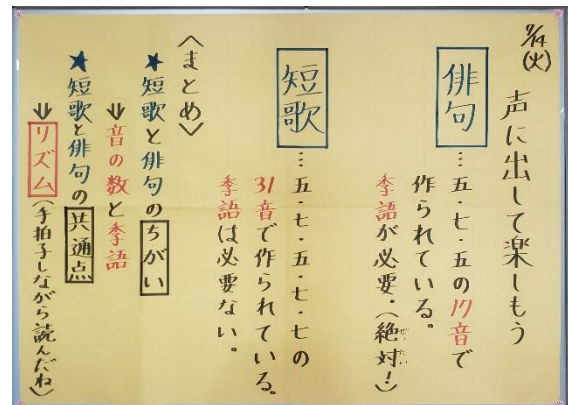 7/14
(火)
声に出して楽しもう
俳句…五・七・五の17音で
作られている。
季語が必要。(絶対!)
ぜったい
短歌…五・七・五・七・七の
31音で作られている。
季語は必要ない。
〈まとめ〉
★短歌と俳句のちがい
⇓音の数と季語
★短歌と俳句の共通点
⇓リズム(手拍子しながら読んだね)